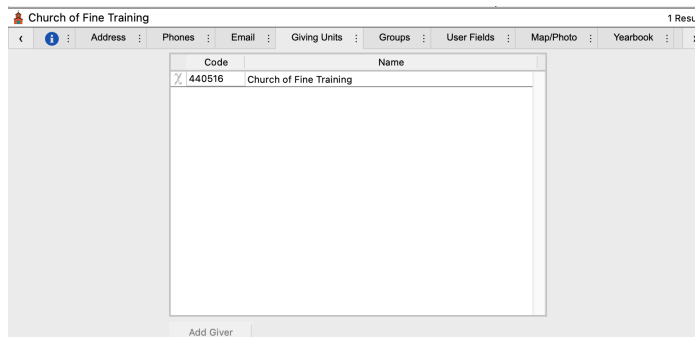 Church of Fine Training 1 Resu
Address Phones Email Giving Units Groups User Fields Map/Photo Yearbook
Code Name
440516 Church of Fine Training
Add Giver